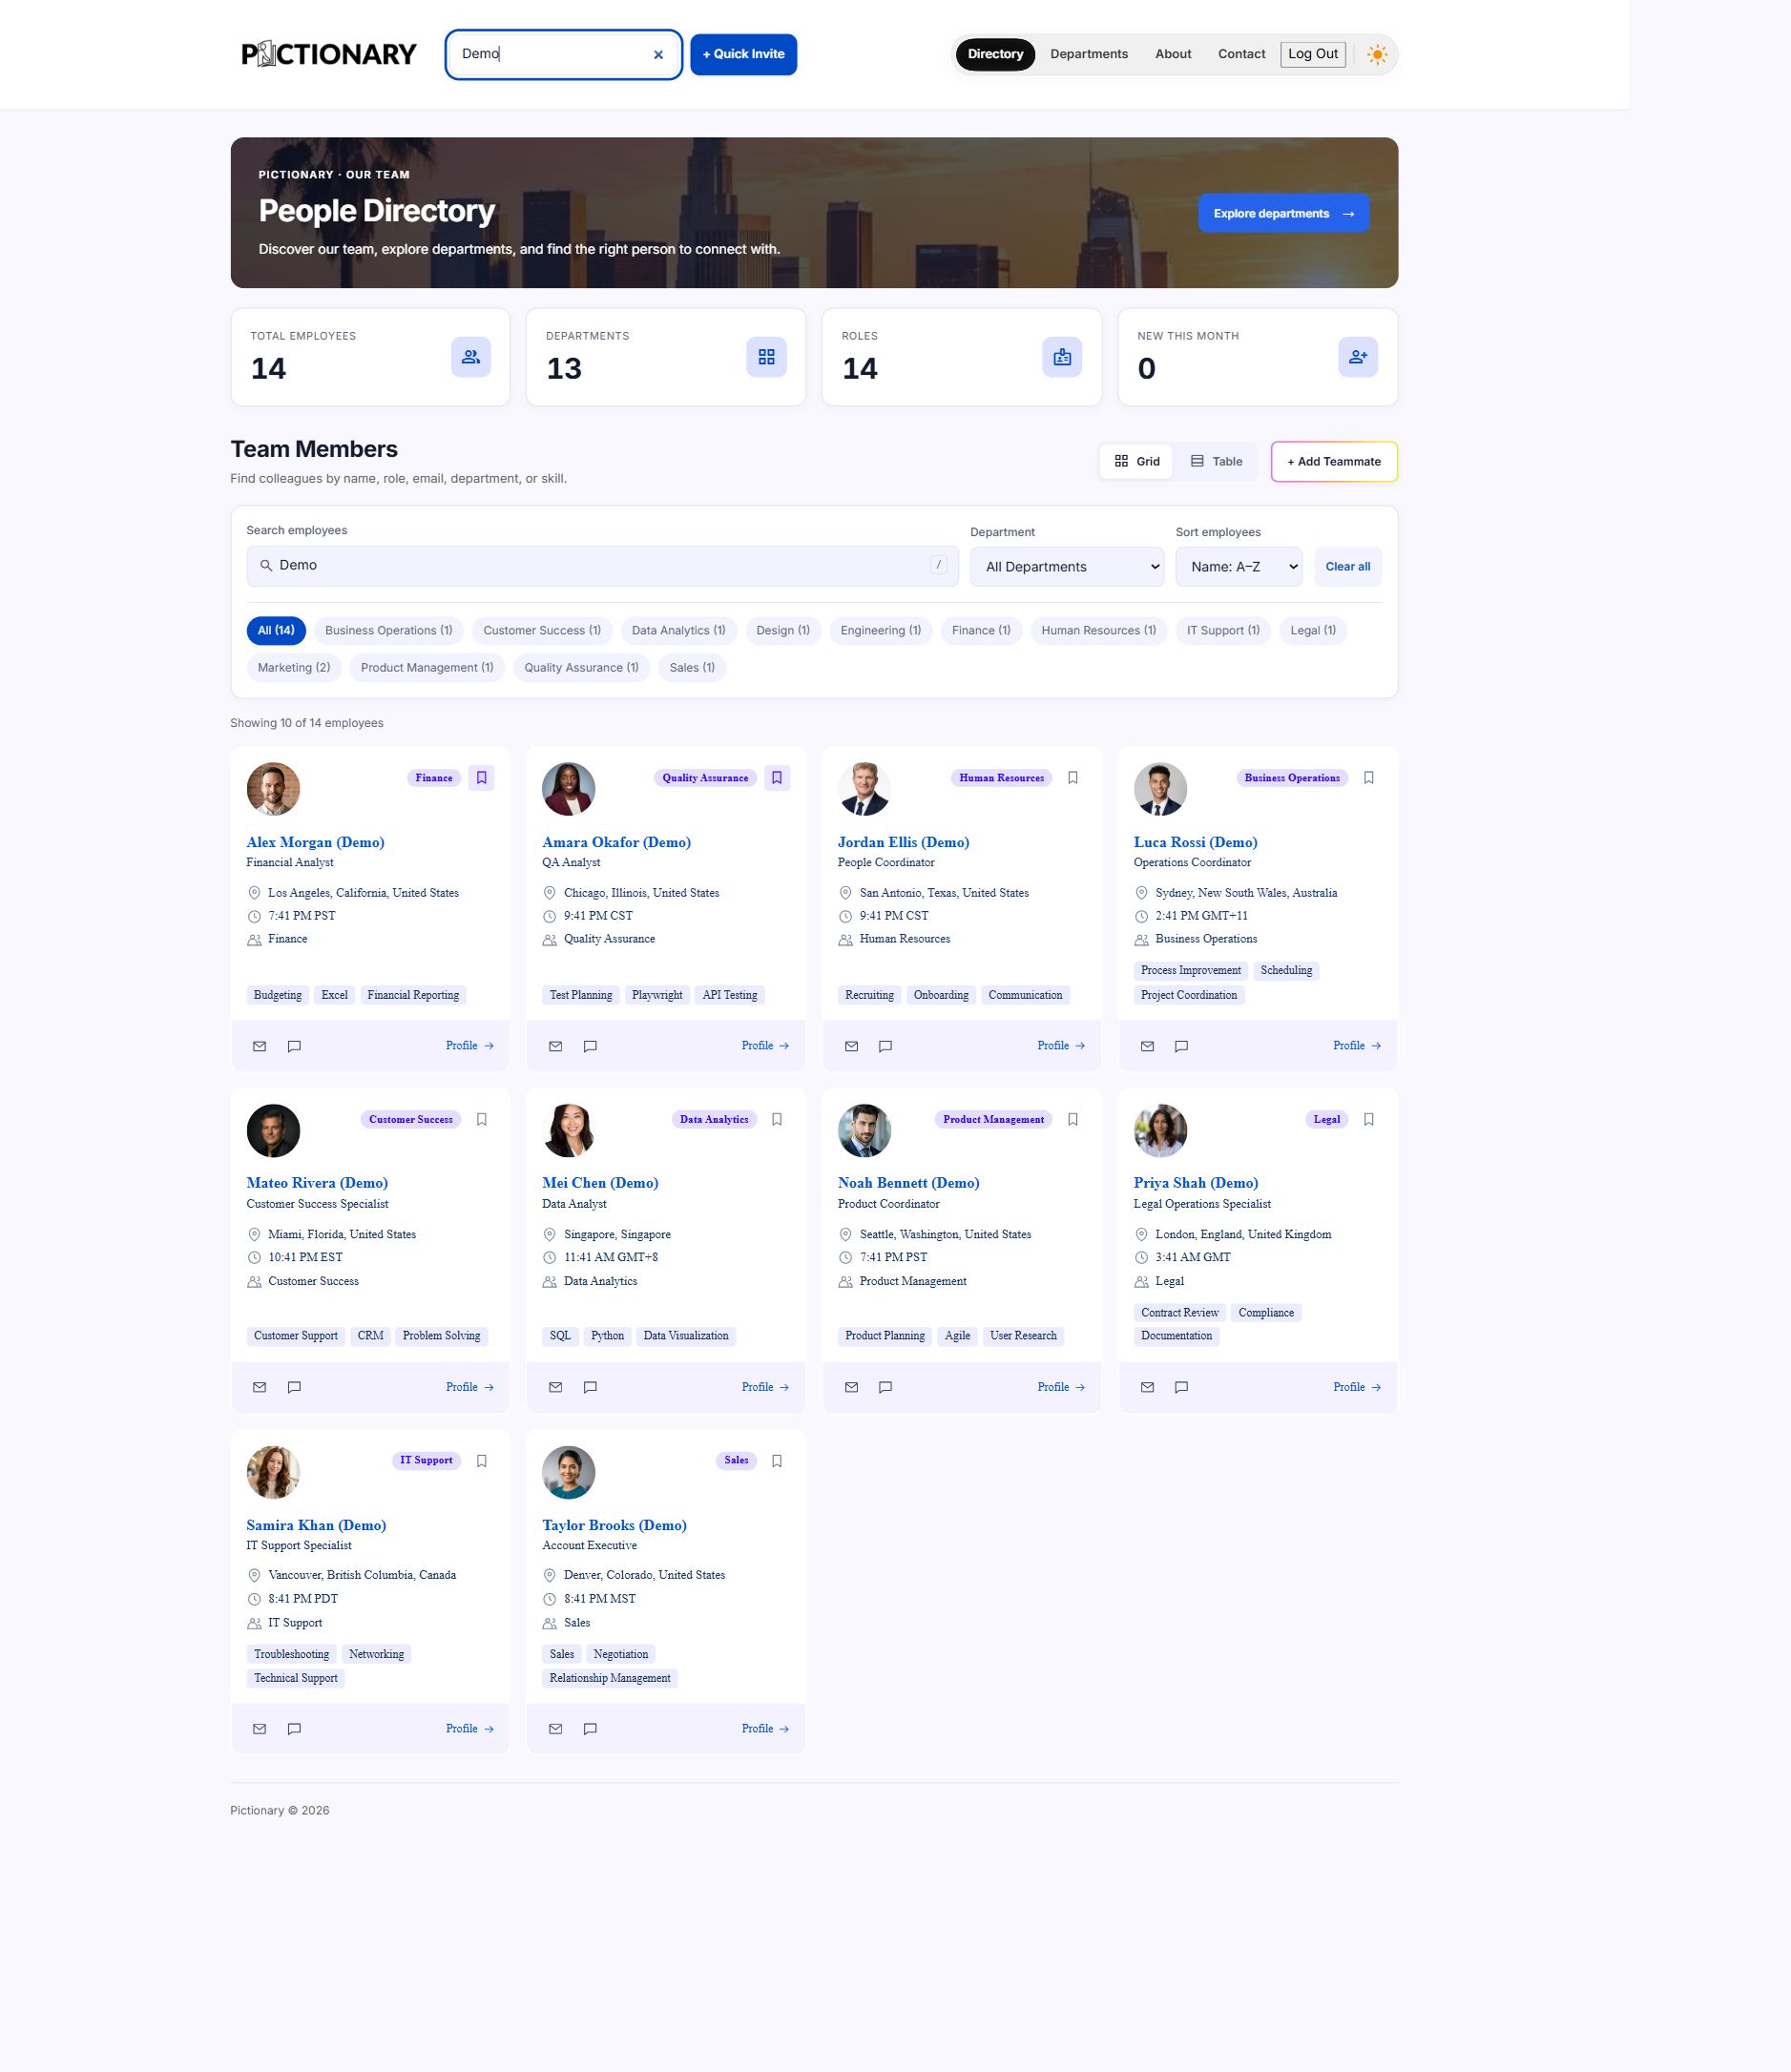 PICTIONARY
Demo
+ Quick Invite
Directory
Departments
About
Contact
Log Out
PICTIONARY · OUR TEAM
People Directory
Discover our team, explore departments, and find the right person to connect with.
Explore departments →
TOTAL EMPLOYEES
14
DEPARTMENTS
13
ROLES
14
NEW THIS MONTH
0
Team Members
Find colleagues by name, role, email, department, or skill.
Grid
Table
+ Add Teammate
Search employees
Demo
/
Department
All Departments
Sort employees
Name: A–Z
Clear all
All (14)
Business Operations (1)
Customer Success (1)
Data Analytics (1)
Design (1)
Engineering (1)
Finance (1)
Human Resources (1)
IT Support (1)
Legal (1)
Marketing (2)
Product Management (1)
Quality Assurance (1)
Sales (1)
Showing 10 of 14 employees
Finance
Alex Morgan (Demo)
Financial Analyst
Los Angeles, California, United States
7:41 PM PST
Finance
Budgeting
Excel
Financial Reporting
Profile →
Quality Assurance
Amara Okafor (Demo)
QA Analyst
Chicago, Illinois, United States
9:41 PM CST
Quality Assurance
Test Planning
Playwright
API Testing
Profile →
Human Resources
Jordan Ellis (Demo)
People Coordinator
San Antonio, Texas, United States
9:41 PM CST
Human Resources
Recruiting
Onboarding
Communication
Profile →
Business Operations
Luca Rossi (Demo)
Operations Coordinator
Sydney, New South Wales, Australia
2:41 PM GMT+11
Business Operations
Process Improvement
Scheduling
Project Coordination
Profile →
Customer Success
Mateo Rivera (Demo)
Customer Success Specialist
Miami, Florida, United States
10:41 PM EST
Customer Success
Customer Support
CRM
Problem Solving
Profile →
Data Analytics
Mei Chen (Demo)
Data Analyst
Singapore, Singapore
11:41 AM GMT+8
Data Analytics
SQL
Python
Data Visualization
Profile →
Product Management
Noah Bennett (Demo)
Product Coordinator
Seattle, Washington, United States
7:41 PM PST
Product Management
Product Planning
Agile
User Research
Profile →
Legal
Priya Shah (Demo)
Legal Operations Specialist
London, England, United Kingdom
3:41 AM GMT
Legal
Contract Review
Compliance
Documentation
Profile →
IT Support
Samira Khan (Demo)
IT Support Specialist
Vancouver, British Columbia, Canada
8:41 PM PDT
IT Support
Troubleshooting
Networking
Technical Support
Profile →
Sales
Taylor Brooks (Demo)
Account Executive
Denver, Colorado, United States
8:41 PM MST
Sales
Sales
Negotiation
Relationship Management
Profile →
Pictionary © 2026